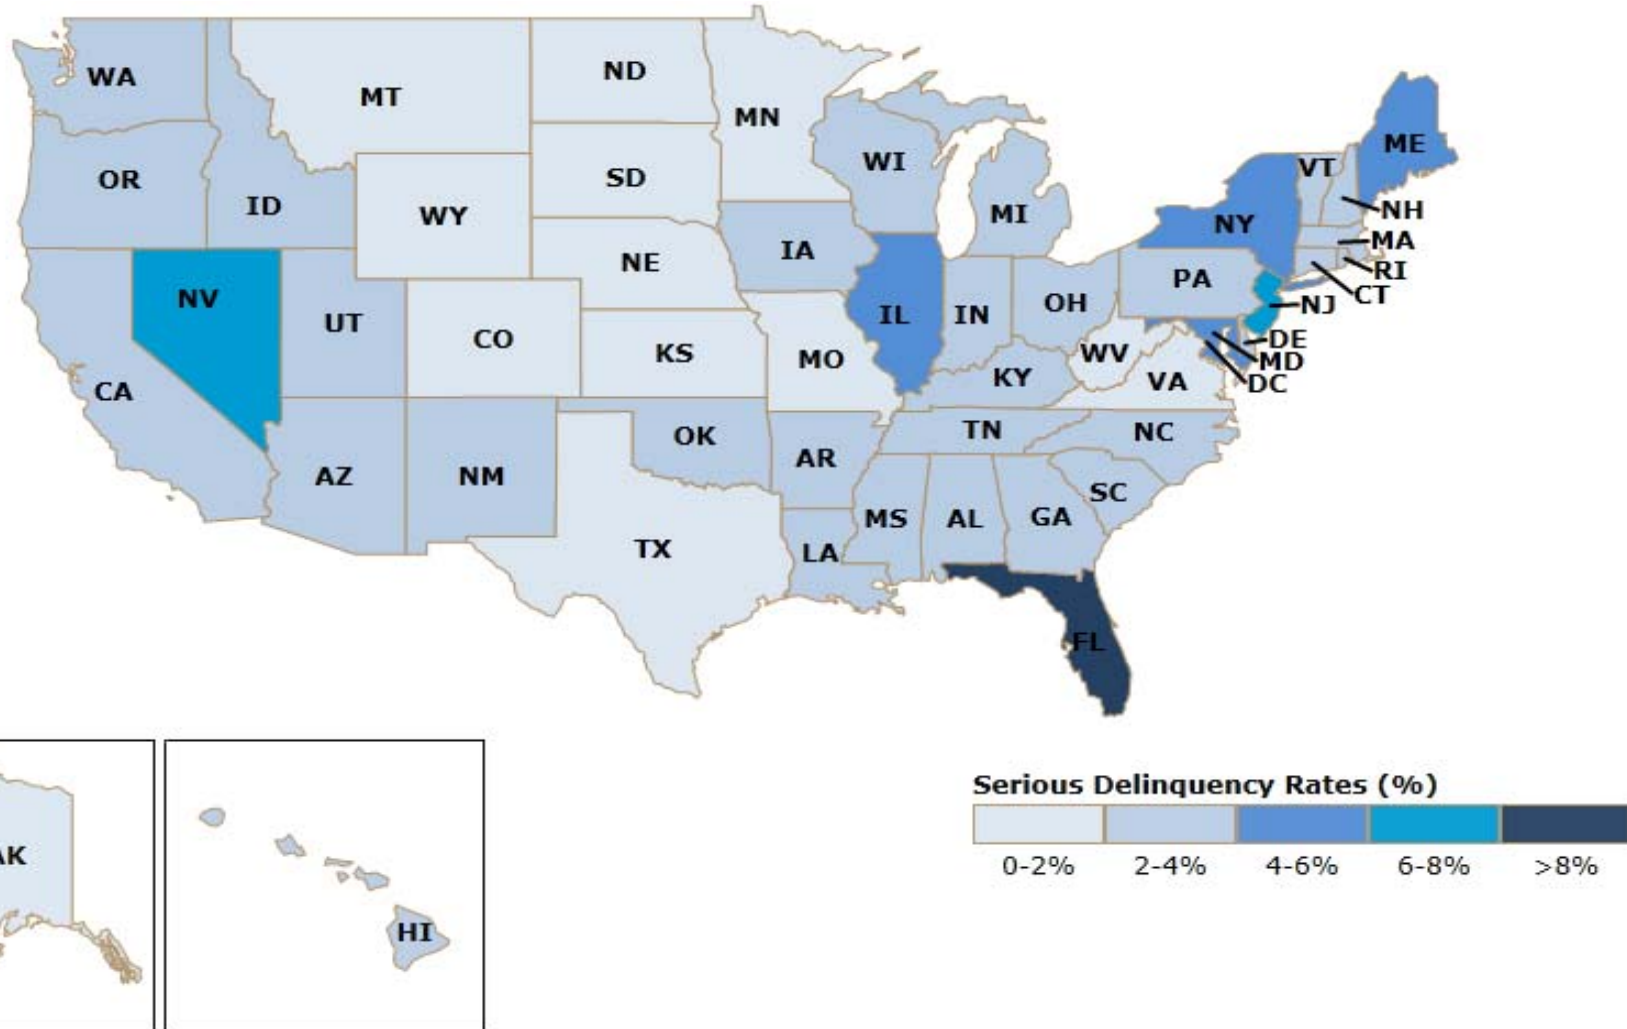 WA
MT
ND
MN
OR
ID
SD
WI
ME
VT
WY
MI
NY
NH
MA
IA
NE
PA
RI
CT
NV
UT
IL
IN
OH
NJ
CO
KS
MO
WV
DE
MD
DC
CA
KY
VA
OK
TN
NC
AZ
NM
AR
SC
MS
AL
GA
TX
LA
FL
AK
HI
Serious Delinquency Rates (%)
0-2% 2-4% 4-6% 6-8% >8%